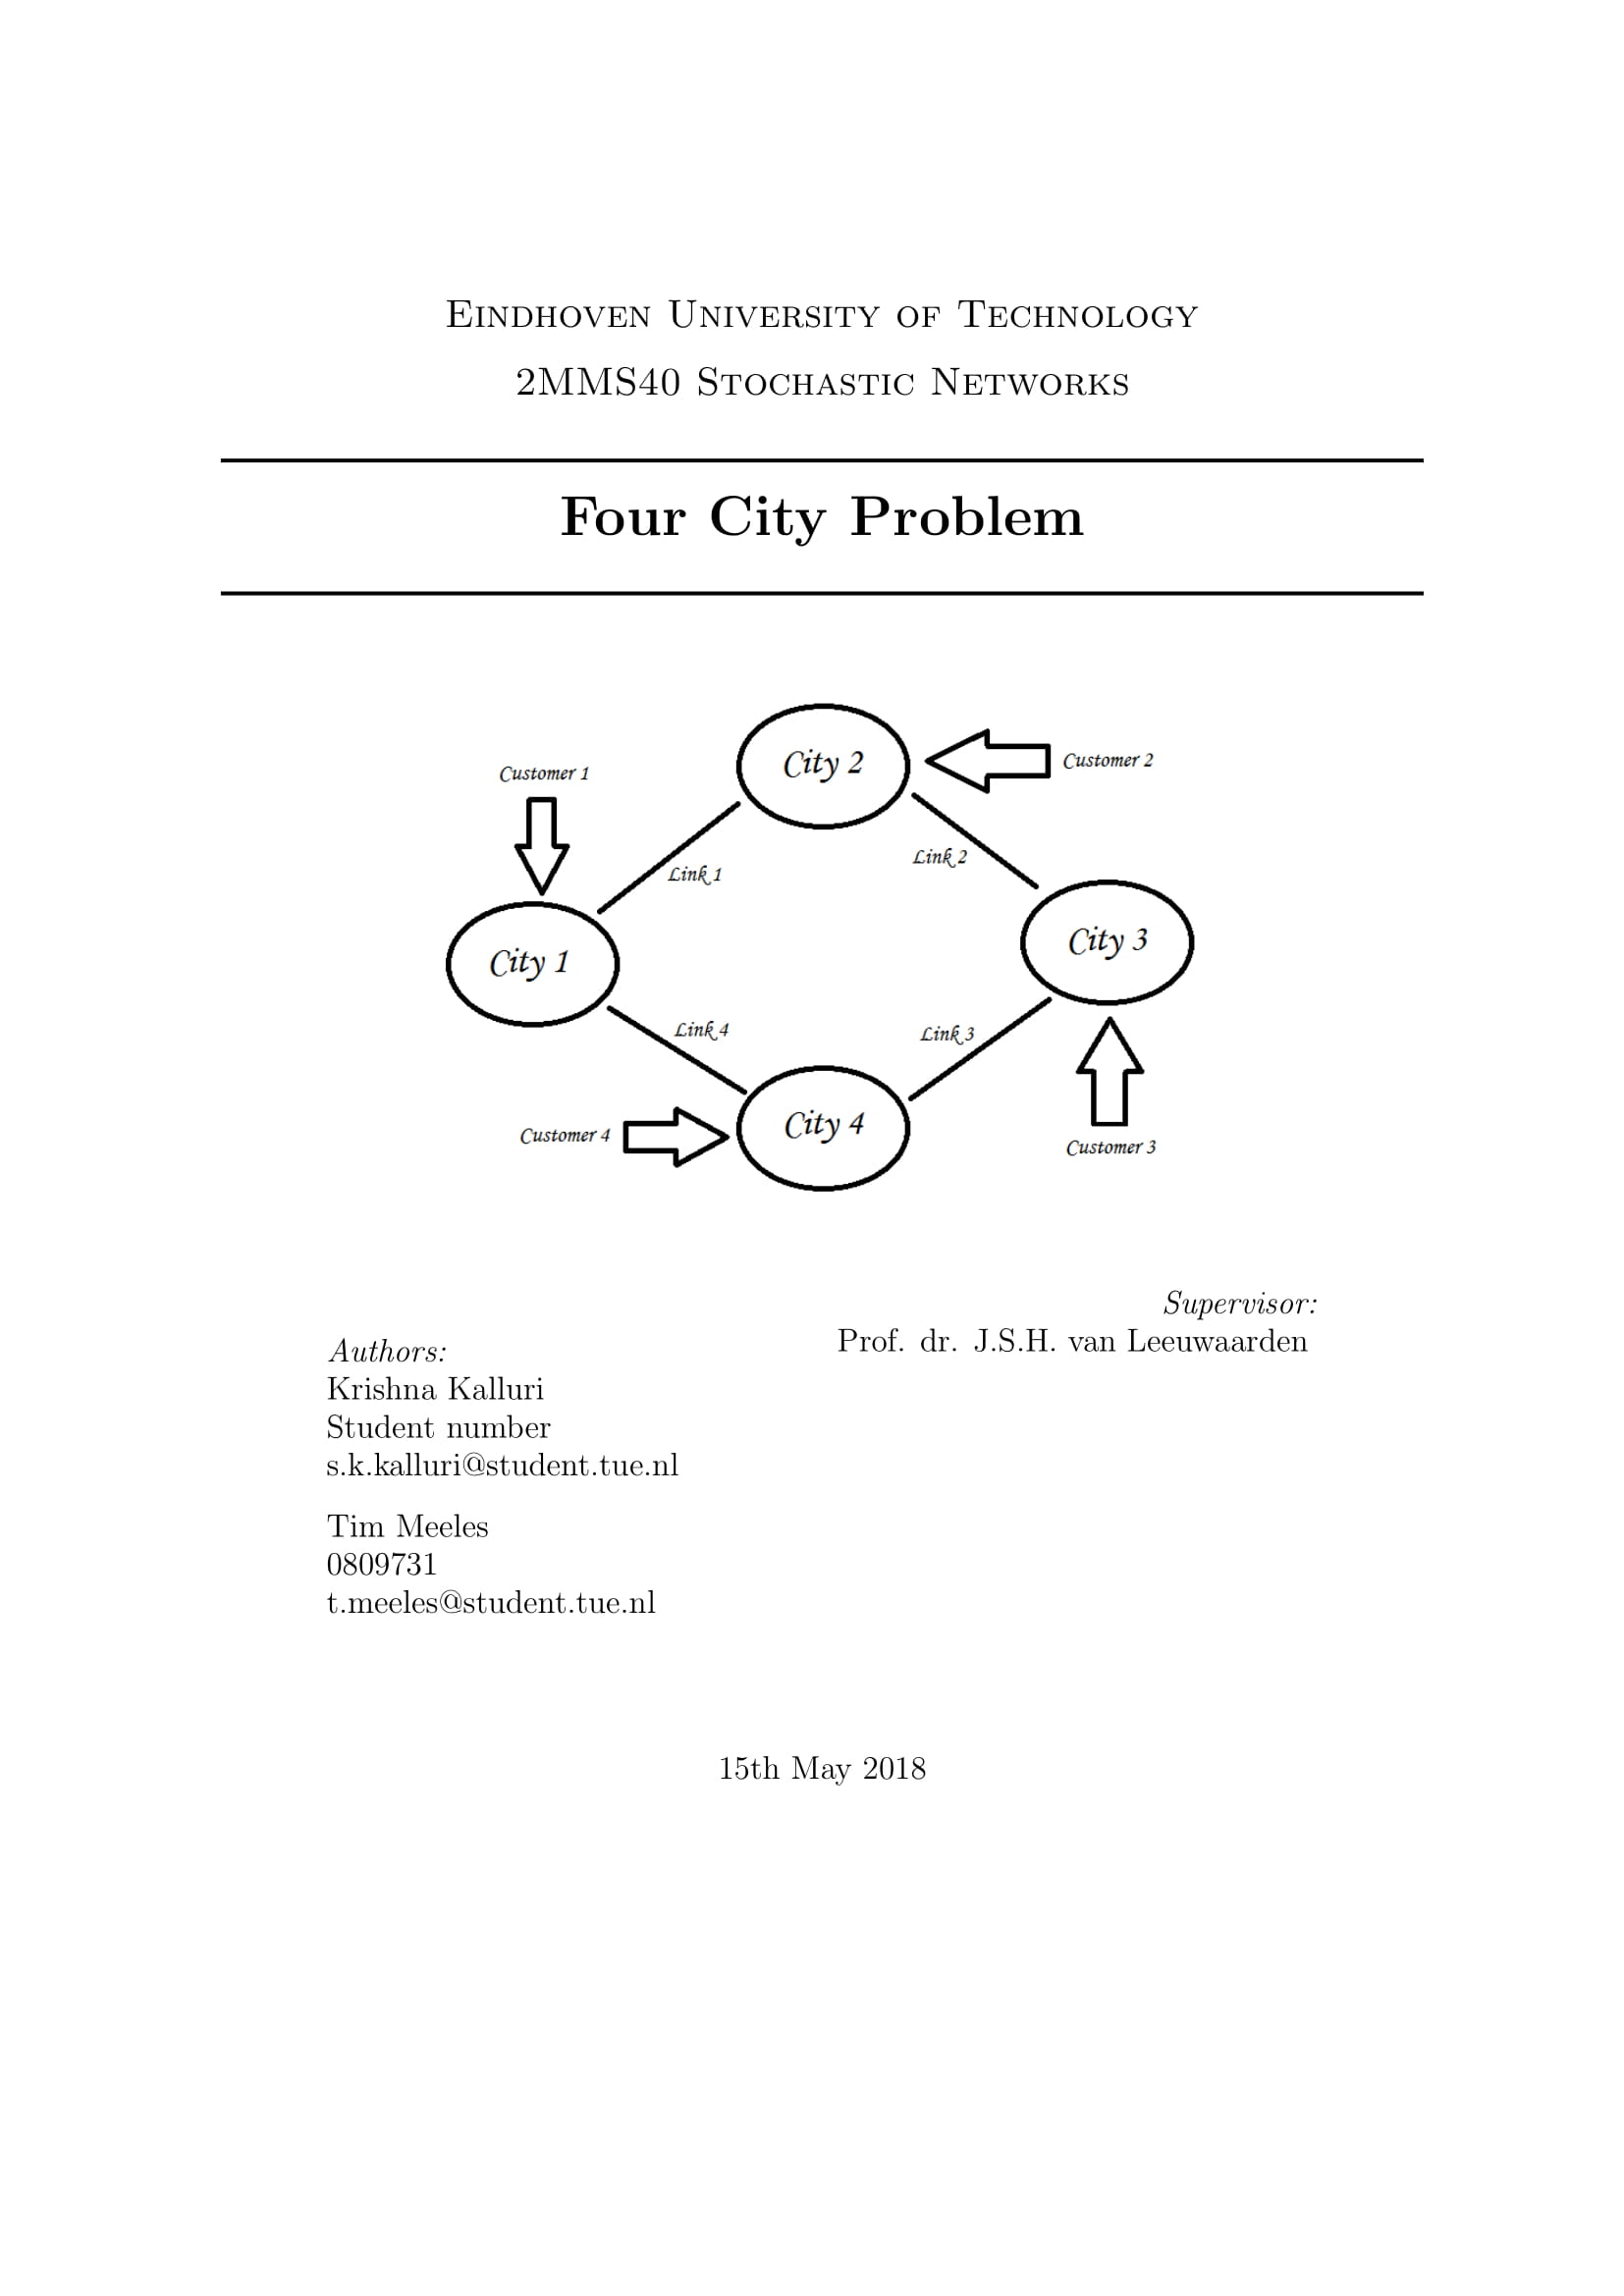 Eindhoven University of Technology
2MMS40 Stochastic Networks
Four City Problem
City 2
Customer 2
Customer 1
Link 1
Link 2
City 1
City 3
Link 4
Link 3
City 4
Customer 4
Customer 3
Supervisor:
Prof. dr. J.S.H. van Leeuwaarden
Authors:
Krishna Kalluri
Student number
s.k.kalluri@student.tue.nl
Tim Meeles
0809731
t.meeles@student.tue.nl
15th May 2018